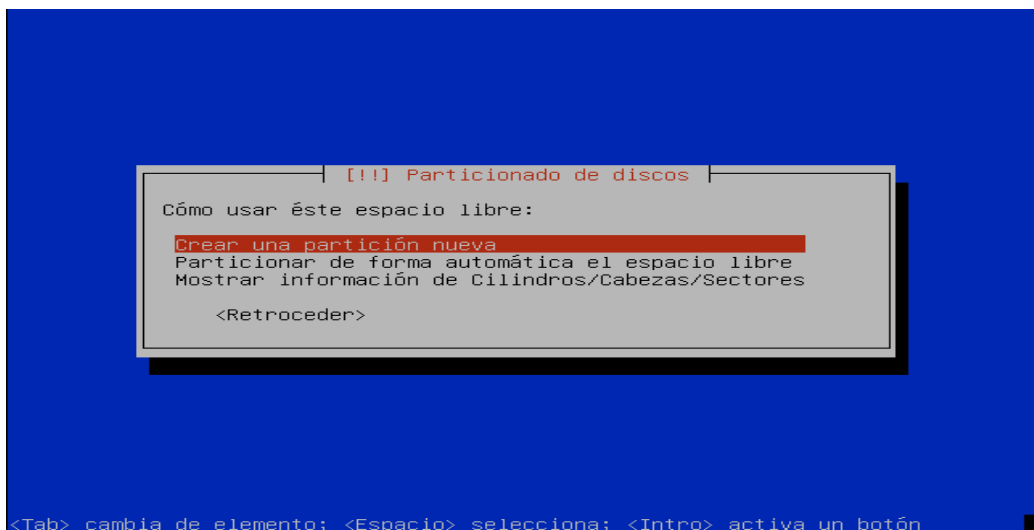 [!!] Particionado de discos
Cómo usar éste espacio libre:
Crear una partición nueva
Particionar de forma automática el espacio libre
Mostrar información de Cilindros/Cabezas/Sectores
<Retroceder>
<Tab> cambia de elemento; <Espacio> selecciona; <Intro> activa un botón